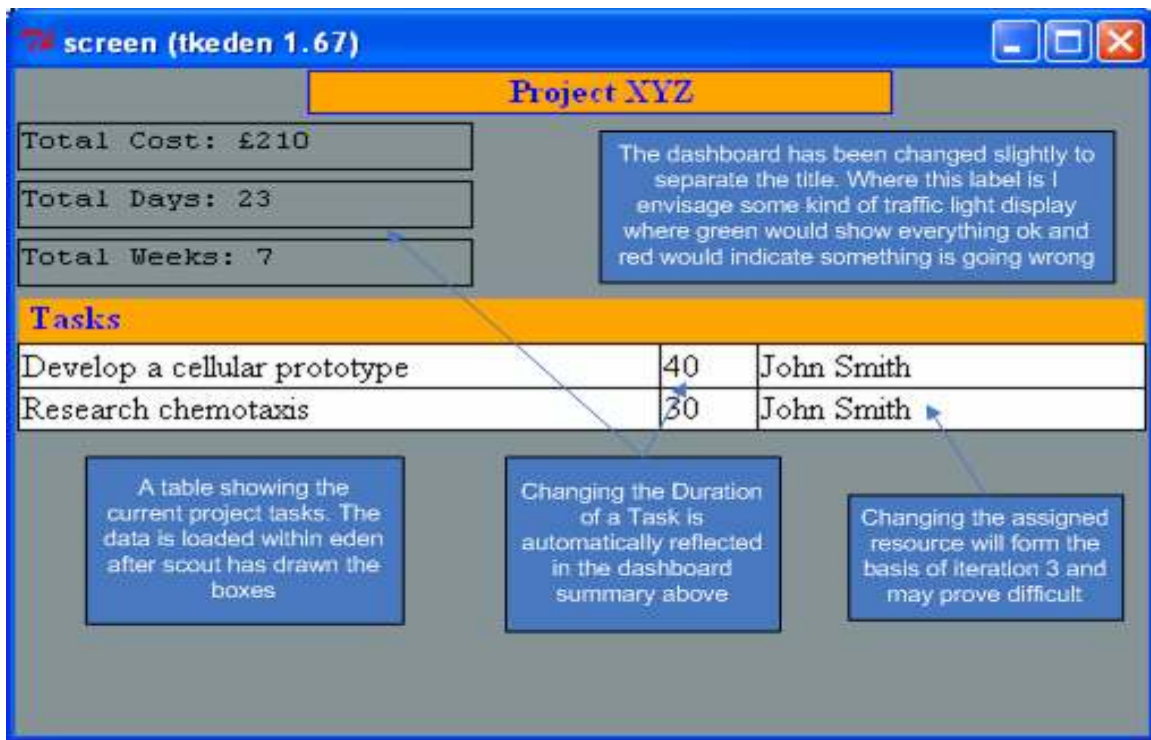 screen (tkeden 1.67)
Project XYZ
Total Cost: £210
Total Days: 23
Total Weeks: 7
The dashboard has been changed slightly to
separate the title. Where this label is I
envisage some kind of traffic light display
where green would show everything ok and
red would indicate something is going wrong
Tasks
Develop a cellular prototype 40 John Smith
Research chemotaxis 30 John Smith
A table showing the
current project tasks. The
data is loaded within eden
after scout has drawn the
boxes
Changing the Duration
of a Task is
automatically reflected
in the dashboard
summary above
Changing the assigned
resource will form the
basis of iteration 3 and
may prove difficult